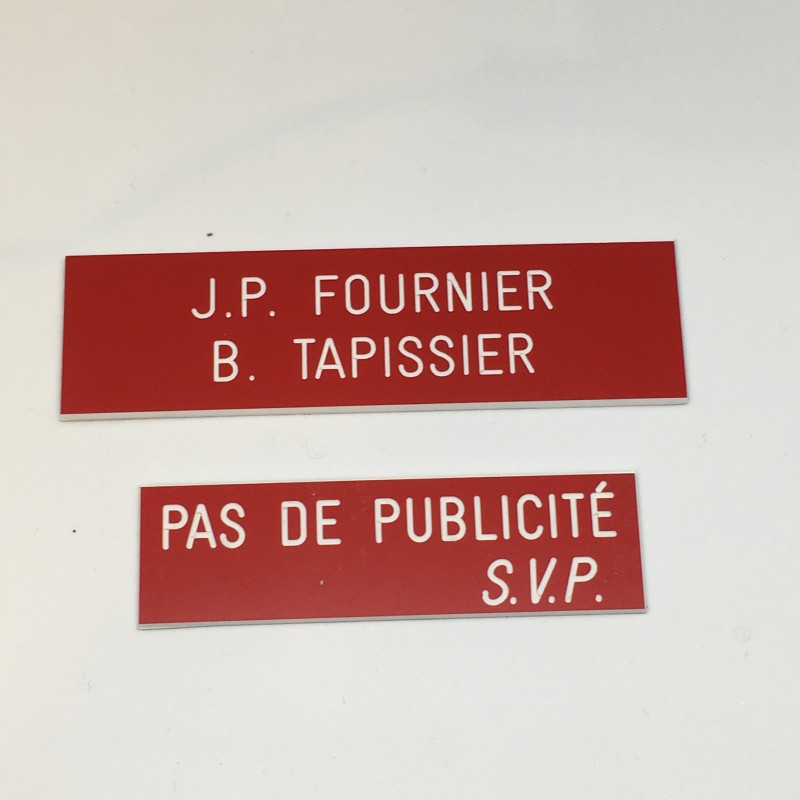 J.P. FOURNIER
B. TAPISSIER
PAS DE PUBLICITÉ
S.V.P.